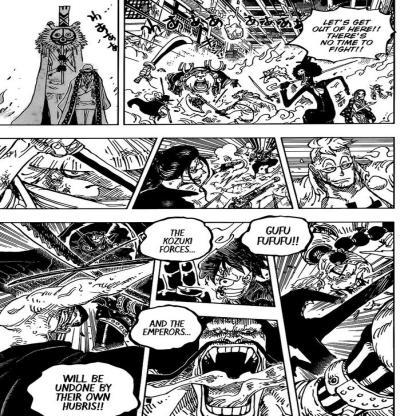 LET'S GET
OUT OF HERE!!
THERE'S
NO TIME TO
FIGHT!!
THE
KOZUKI
FORCES...
GUFU
FUFUFU!!
AND THE
EMPERORS...
WILL BE
UNDONE BY
THEIR OWN
HUBRIS!!